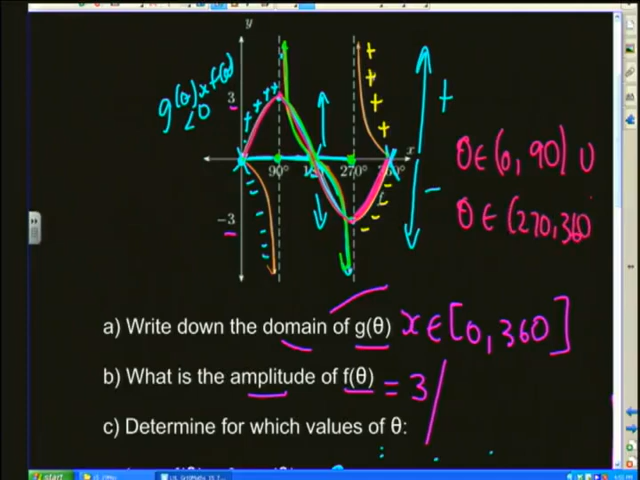 y
g(θ) x f(θ)
< 0
3
+ + + +
+ + + +
+
x
90°
270°
-
-3
θ ∈ (0, 90) ∪
θ ∈ (270, 360
a) Write down the domain of g(θ) x ∈ [0, 360]
b) What is the amplitude of f(θ) = 3
c) Determine for which values of θ:
start